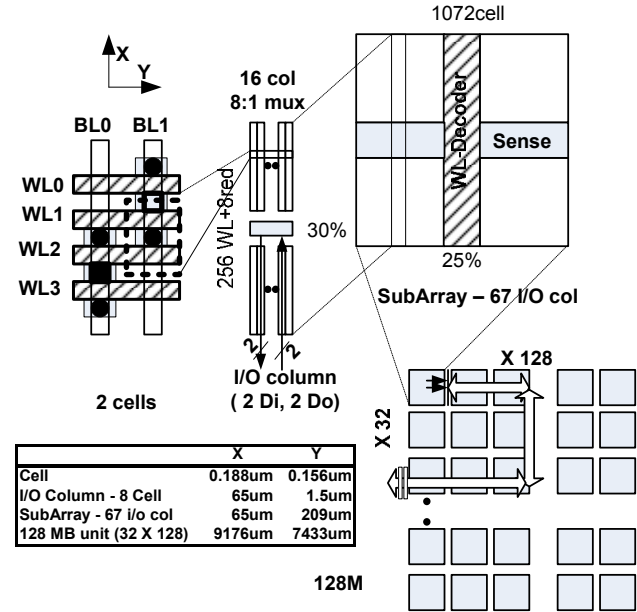 1072cell
X
Y
16 col
8:1 mux
BL0 BL1
WL-Decoder
Sense
WL0
WL1
WL2
WL3
256 WL+8red
30%
25%
SubArray – 67 I/O col
2 2
I/O column
( 2 Di, 2 Do)
2 cells
X 128
X 32
X Y
Cell 0.188um 0.156um
I/O Column - 8 Cell 65um 1.5um
SubArray - 67 i/o col 65um 209um
128 MB unit (32 X 128) 9176um 7433um
128M